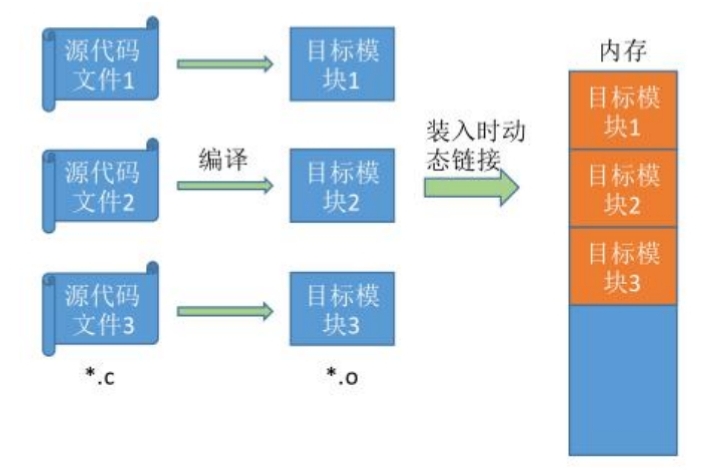 源代码
文件1
目标模
块1
内存
目标模
块1
装入时动
态链接
编译
源代码
文件2
目标模
块2
目标模
块2
目标模
块3
源代码
文件3
目标模
块3
*.c
*.o